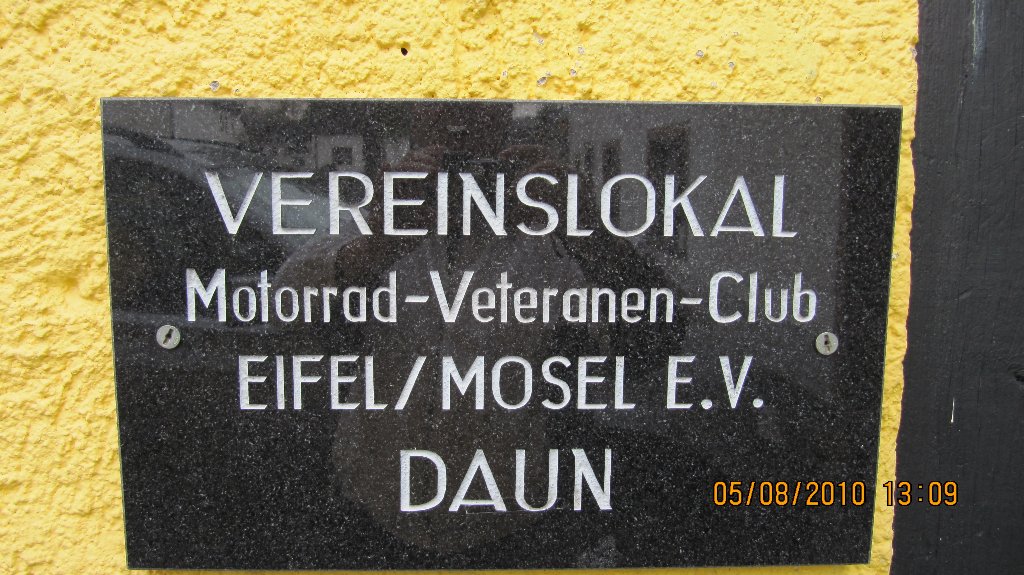 VEREINSLOKAL
Motorrad-Veteranen-Club
EIFEL/MOSEL E.V.
DAUN
05/08/2010 13:09